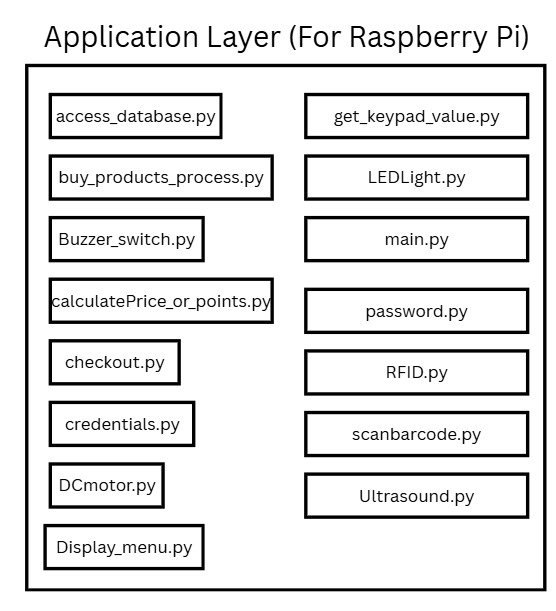 Application Layer (For Raspberry Pi)
access_database.py
buy_products_process.py
Buzzer_switch.py
calculatePrice_or_points.py
checkout.py
credentials.py
DCmotor.py
Display_menu.py
get_keypad_value.py
LEDLight.py
main.py
password.py
RFID.py
scanbarcode.py
Ultrasound.py